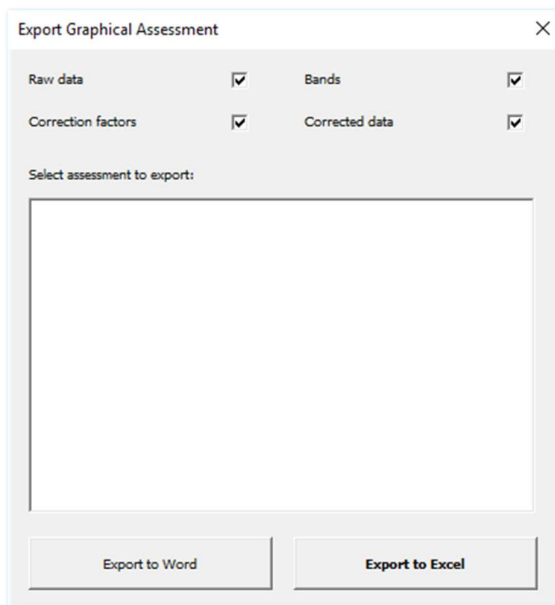 Export Graphical Assessment
Raw data Bands
Correction factors Corrected data
Select assessment to export:
Export to Word Export to Excel